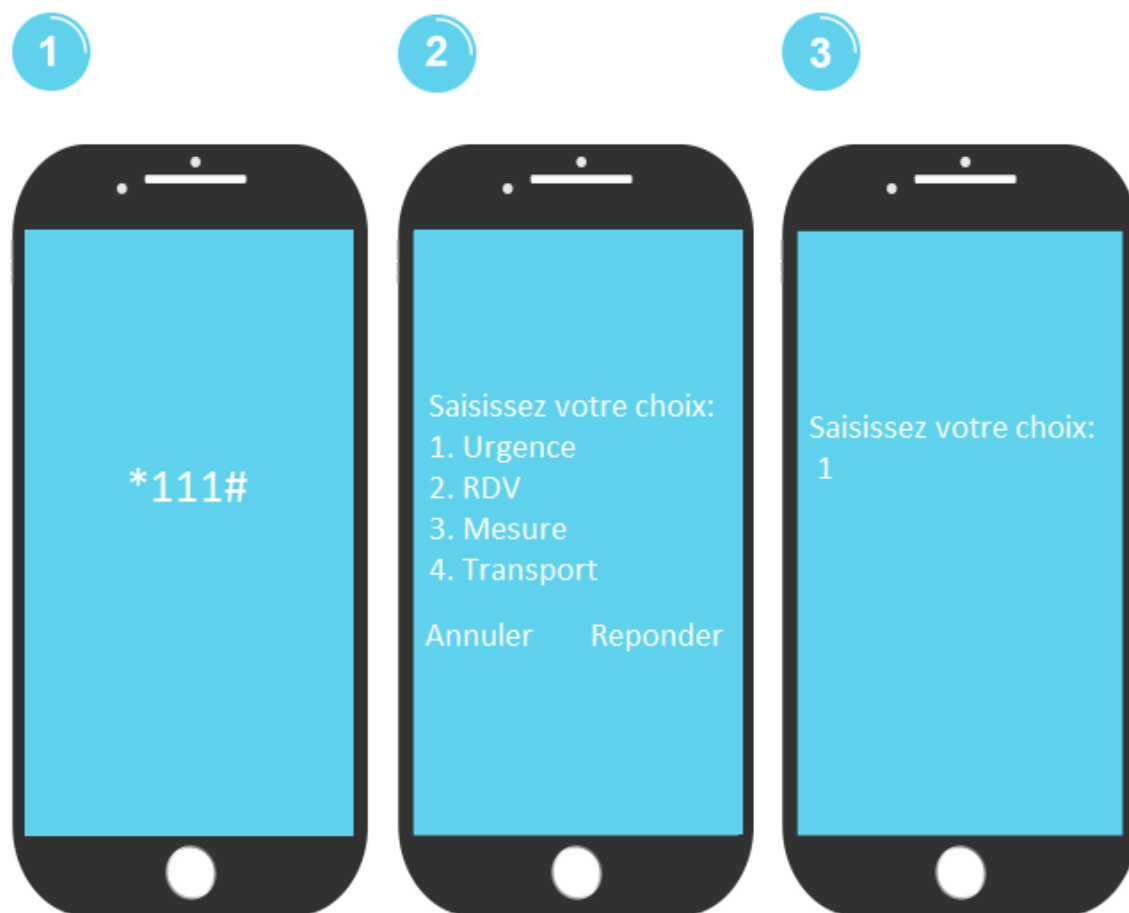 1
2
3
*111#
Saisissez votre choix:
1. Urgence
2. RDV
3. Mesure
4. Transport
Annuler Reponder
Saisissez votre choix:
1